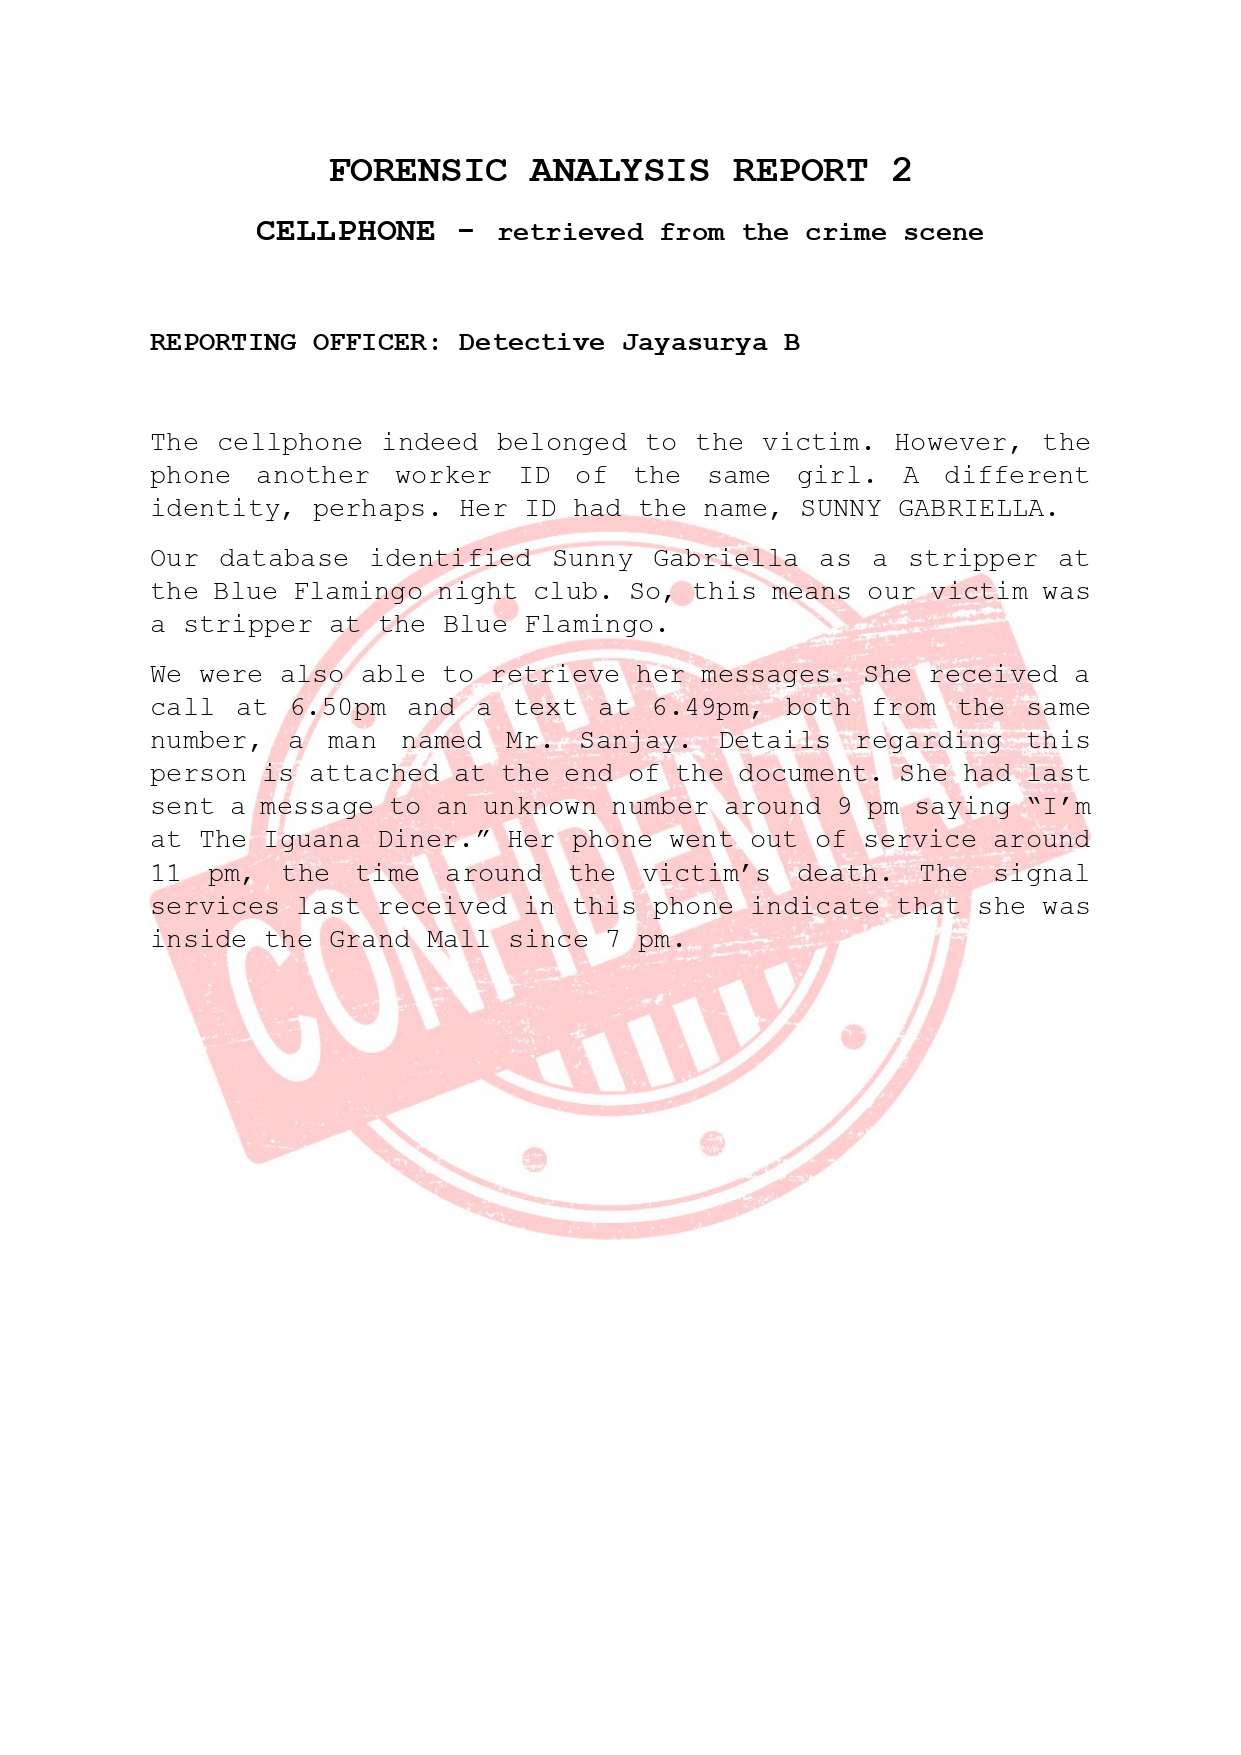 FORENSIC ANALYSIS REPORT 2
CELLPHONE - retrieved from the crime scene
REPORTING OFFICER: Detective Jayasurya B
The cellphone indeed belonged to the victim. However, the
phone another worker ID of the same girl. A different
identity, perhaps. Her ID had the name, SUNNY GABRIELLA.
Our database identified Sunny Gabriella as a stripper at
the Blue Flamingo night club. So, this means our victim was
a stripper at the Blue Flamingo.
We were also able to retrieve her messages. She received a
call at 6.50pm and a text at 6.49pm, both from the same
number, a man named Mr. Sanjay. Details regarding this
person is attached at the end of the document. She had last
sent a message to an unknown number around 9 pm saying “I’m
at The Iguana Diner.” Her phone went out of service around
11 pm, the time around the victim’s death. The signal
services last received in this phone indicate that she was
inside the Grand Mall since 7 pm.
CONFIDENTIAL